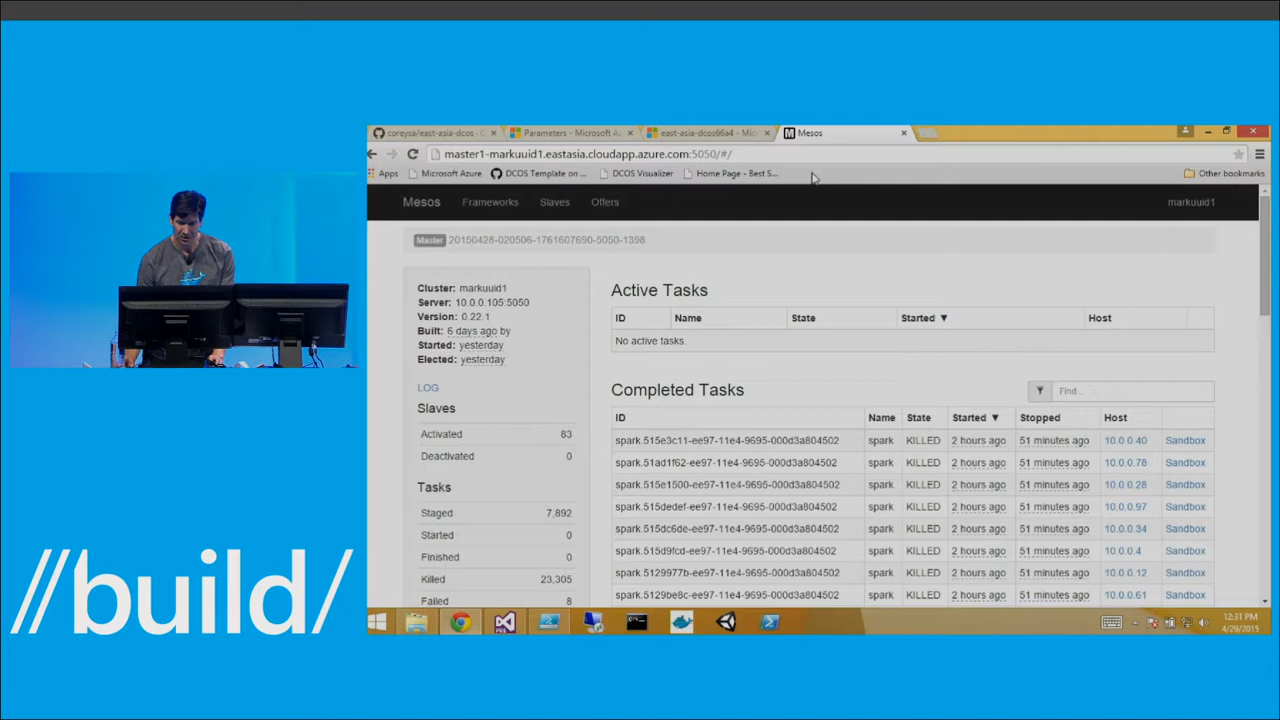 coreysa/east-asia-dcos - G
Parameters - Microsoft A
east-asia-dcos66a4 - Mic
Mesos
master1-markuuid1.eastasia.cloudapp.azure.com:5050/#/
Apps Microsoft Azure DCOS Template on ... DCOS Visualizer Home Page - Best S... Other bookmarks
Mesos Frameworks Slaves Offers markuuid1
Master 20150428-020506-1761607690-5050-1398
Cluster: markuuid1
Server: 10.0.0.105:5050
Version: 0.22.1
Built: 6 days ago by
Started: yesterday
Elected: yesterday
LOG
Slaves
Activated 83
Deactivated 0
Tasks
Staged 7,892
Started 0
Finished 0
Killed 23,305
Failed 8
Active Tasks
ID Name State Started ▼ Host
No active tasks.
Completed Tasks
Find...
ID Name State Started ▼ Stopped Host
spark.515e3c11-ee97-11e4-9695-000d3a804502 spark KILLED 2 hours ago 51 minutes ago 10.0.0.40 Sandbox
spark.51ad1f62-ee97-11e4-9695-000d3a804502 spark KILLED 2 hours ago 51 minutes ago 10.0.0.78 Sandbox
spark.515e1500-ee97-11e4-9695-000d3a804502 spark KILLED 2 hours ago 51 minutes ago 10.0.0.28 Sandbox
spark.515dedef-ee97-11e4-9695-000d3a804502 spark KILLED 2 hours ago 51 minutes ago 10.0.0.97 Sandbox
spark.515dc6de-ee97-11e4-9695-000d3a804502 spark KILLED 2 hours ago 51 minutes ago 10.0.0.34 Sandbox
spark.515d9fcd-ee97-11e4-9695-000d3a804502 spark KILLED 2 hours ago 51 minutes ago 10.0.0.4 Sandbox
spark.5129977b-ee97-11e4-9695-000d3a804502 spark KILLED 2 hours ago 51 minutes ago 10.0.0.12 Sandbox
spark.5129be8c-ee97-11e4-9695-000d3a804502 spark KILLED 2 hours ago 51 minutes ago 10.0.0.61 Sandbox
12:31 PM
4/29/2015
//build/